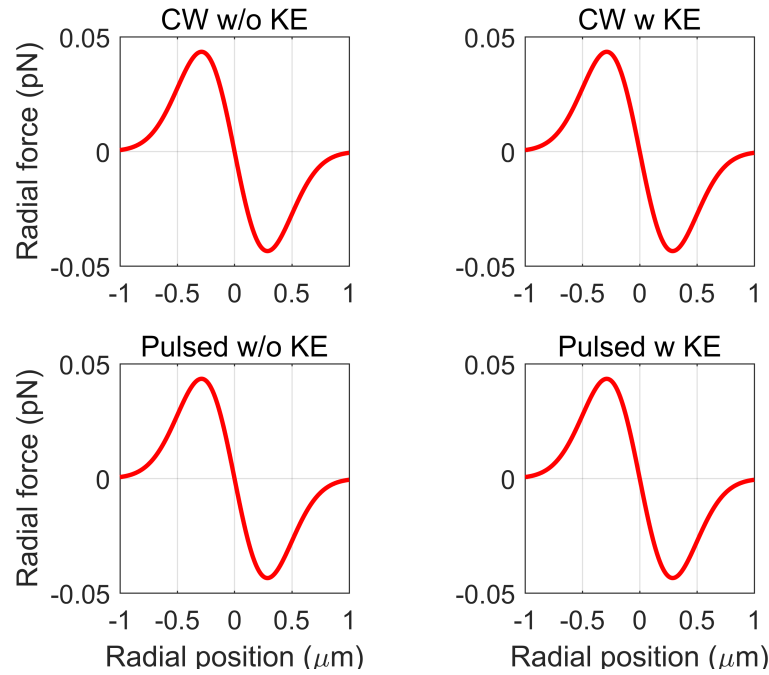 CW w/o KE
Radial force (pN)
0.05
0
-0.05
-1 -0.5 0 0.5 1
CW w KE
0.05
0
-0.05
-1 -0.5 0 0.5 1
Pulsed w/o KE
Radial force (pN)
0.05
0
-0.05
-1 -0.5 0 0.5 1
Radial position (μm)
Pulsed w KE
0.05
0
-0.05
-1 -0.5 0 0.5 1
Radial position (μm)